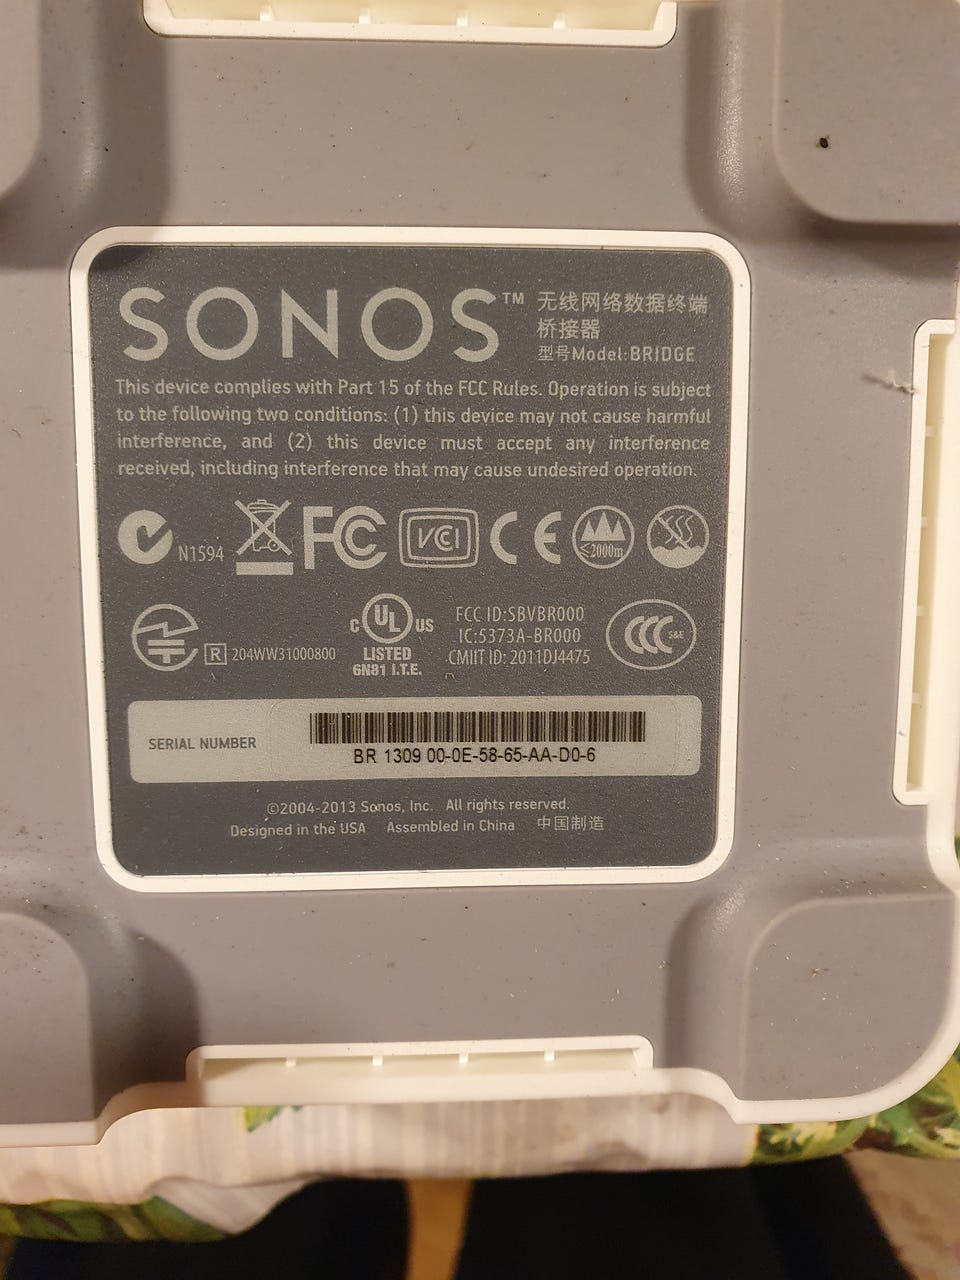 SONOS™
无线网络数据终端
桥接器
型号Model:BRIDGE
This device complies with Part 15 of the FCC Rules. Operation is subject
to the following two conditions: (1) this device may not cause harmful
interference, and (2) this device must accept any interference
received, including interference that may cause undesired operation.
N1594
FC
VCI
CE
≤2000m
R 204WW31000800
C UL US
LISTED
6N81 I.T.E.
FCC ID:SBVBR000
IC:5373A-BR000
CMIIT ID: 2011DJ4475
CCC S&E
SERIAL NUMBER
BR 1309 00-0E-58-65-AA-D0-6
©2004-2013 Sonos, Inc. All rights reserved.
Designed in the USA Assembled in China 中国制造